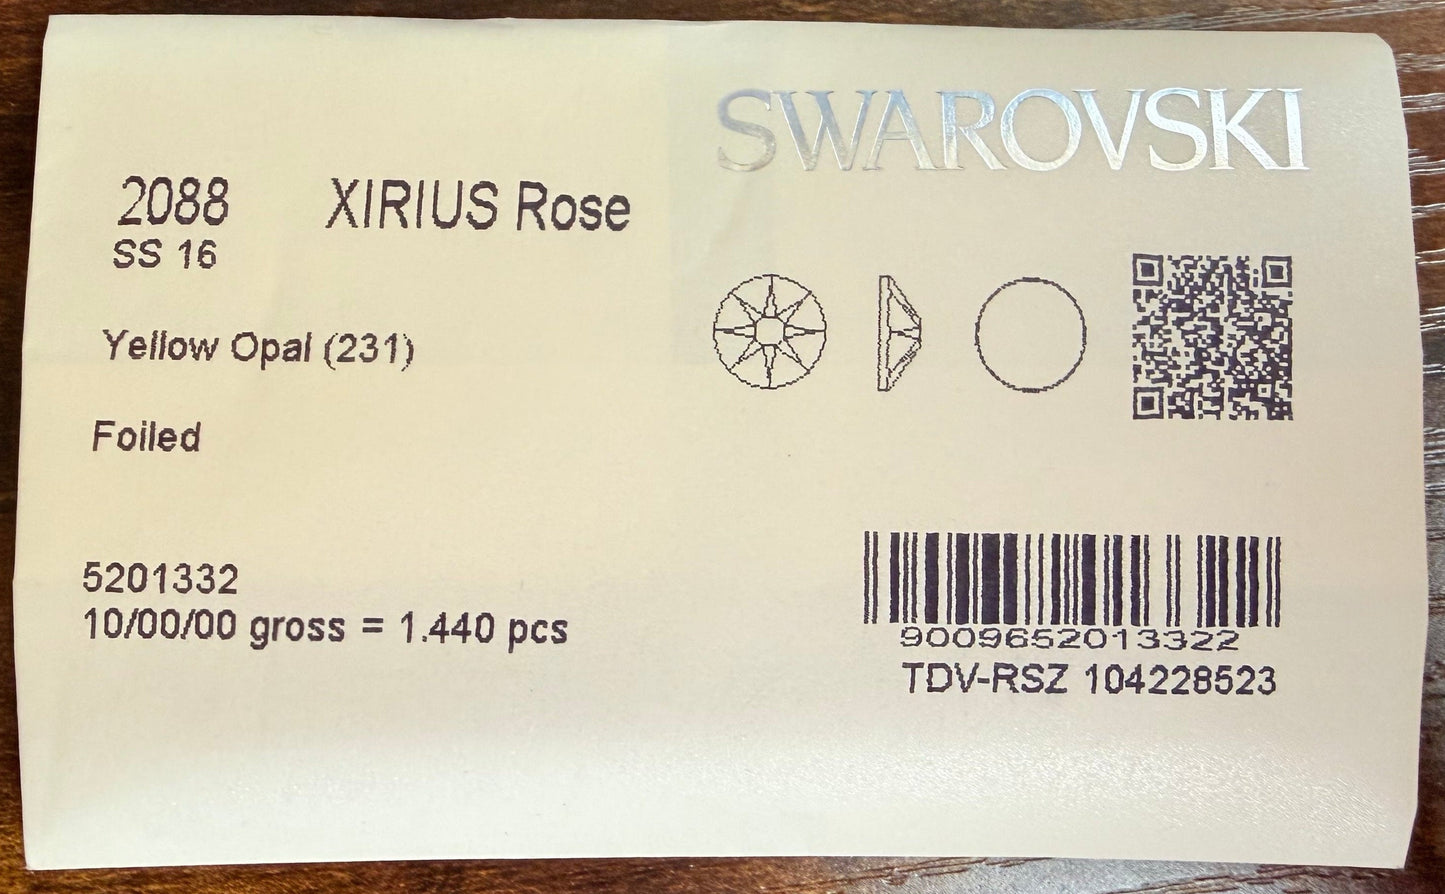 SWAROVSKI
2088 XIRIUS Rose
SS 16
Yellow Opal (231)
Foiled
5201332
10/00/00 gross = 1.440 pcs
9009652013322
TDV-RSZ 104228523